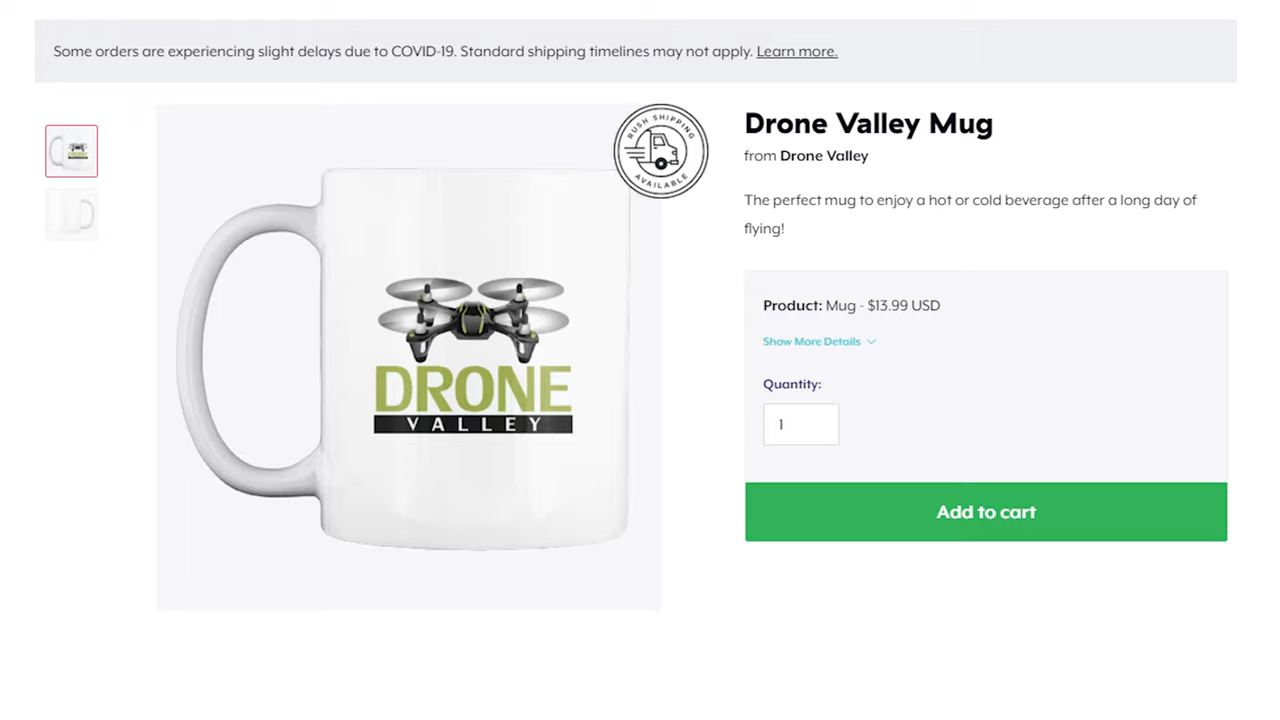 Some orders are experiencing slight delays due to COVID-19. Standard shipping timelines may not apply. Learn more.
RUSH SHIPPING
AVAILABLE
DRONE
VALLEY
Drone Valley Mug
from Drone Valley
The perfect mug to enjoy a hot or cold beverage after a long day of
flying!
Product: Mug - $13.99 USD
Show More Details
Quantity:
1
Add to cart